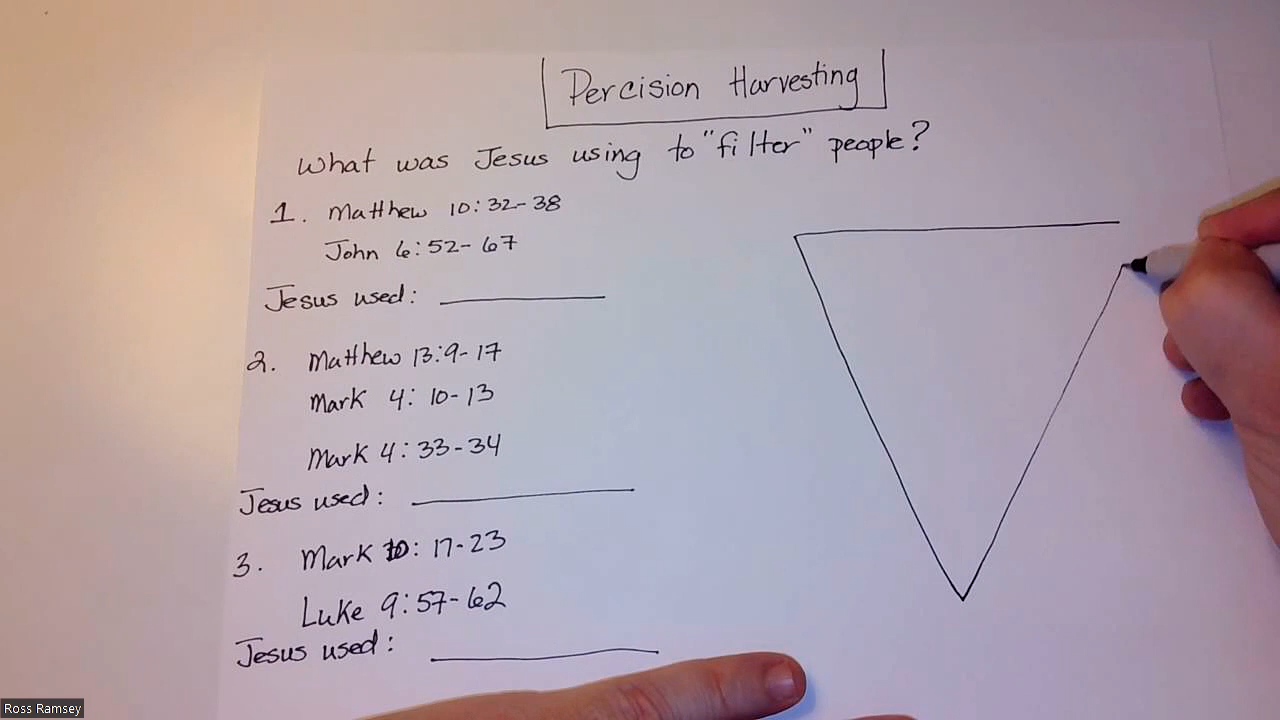 Percision Harvesting
What was Jesus using to "filter" people?
1. Matthew 10:32-38
John 6:52-67
Jesus used:
2. Matthew 13:9-17
Mark 4:10-13
Mark 4:33-34
Jesus used:
3. Mark 10:17-23
Luke 9:57-62
Jesus used:
Ross Ramsey